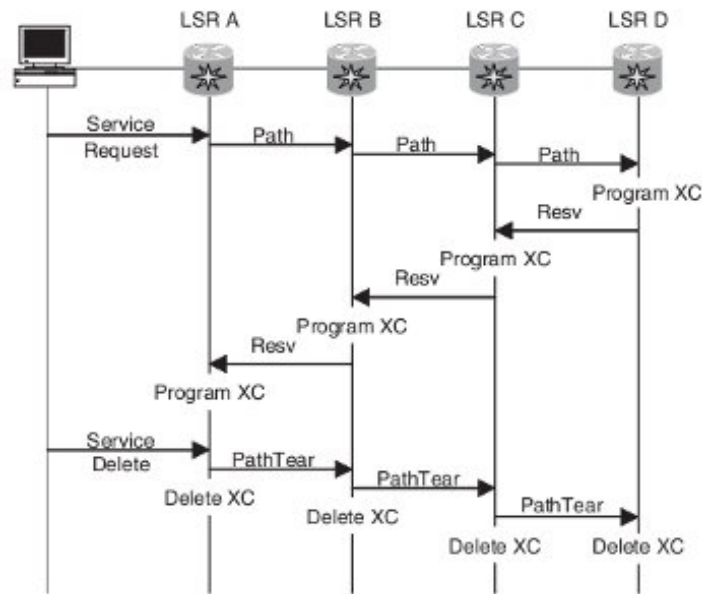 LSR A
LSR B
LSR C
LSR D
Service
Request
Path
Path
Path
Program XC
Resv
Program XC
Resv
Program XC
Resv
Program XC
Service
Delete
PathTear
PathTear
PathTear
Delete XC
Delete XC
Delete XC
Delete XC